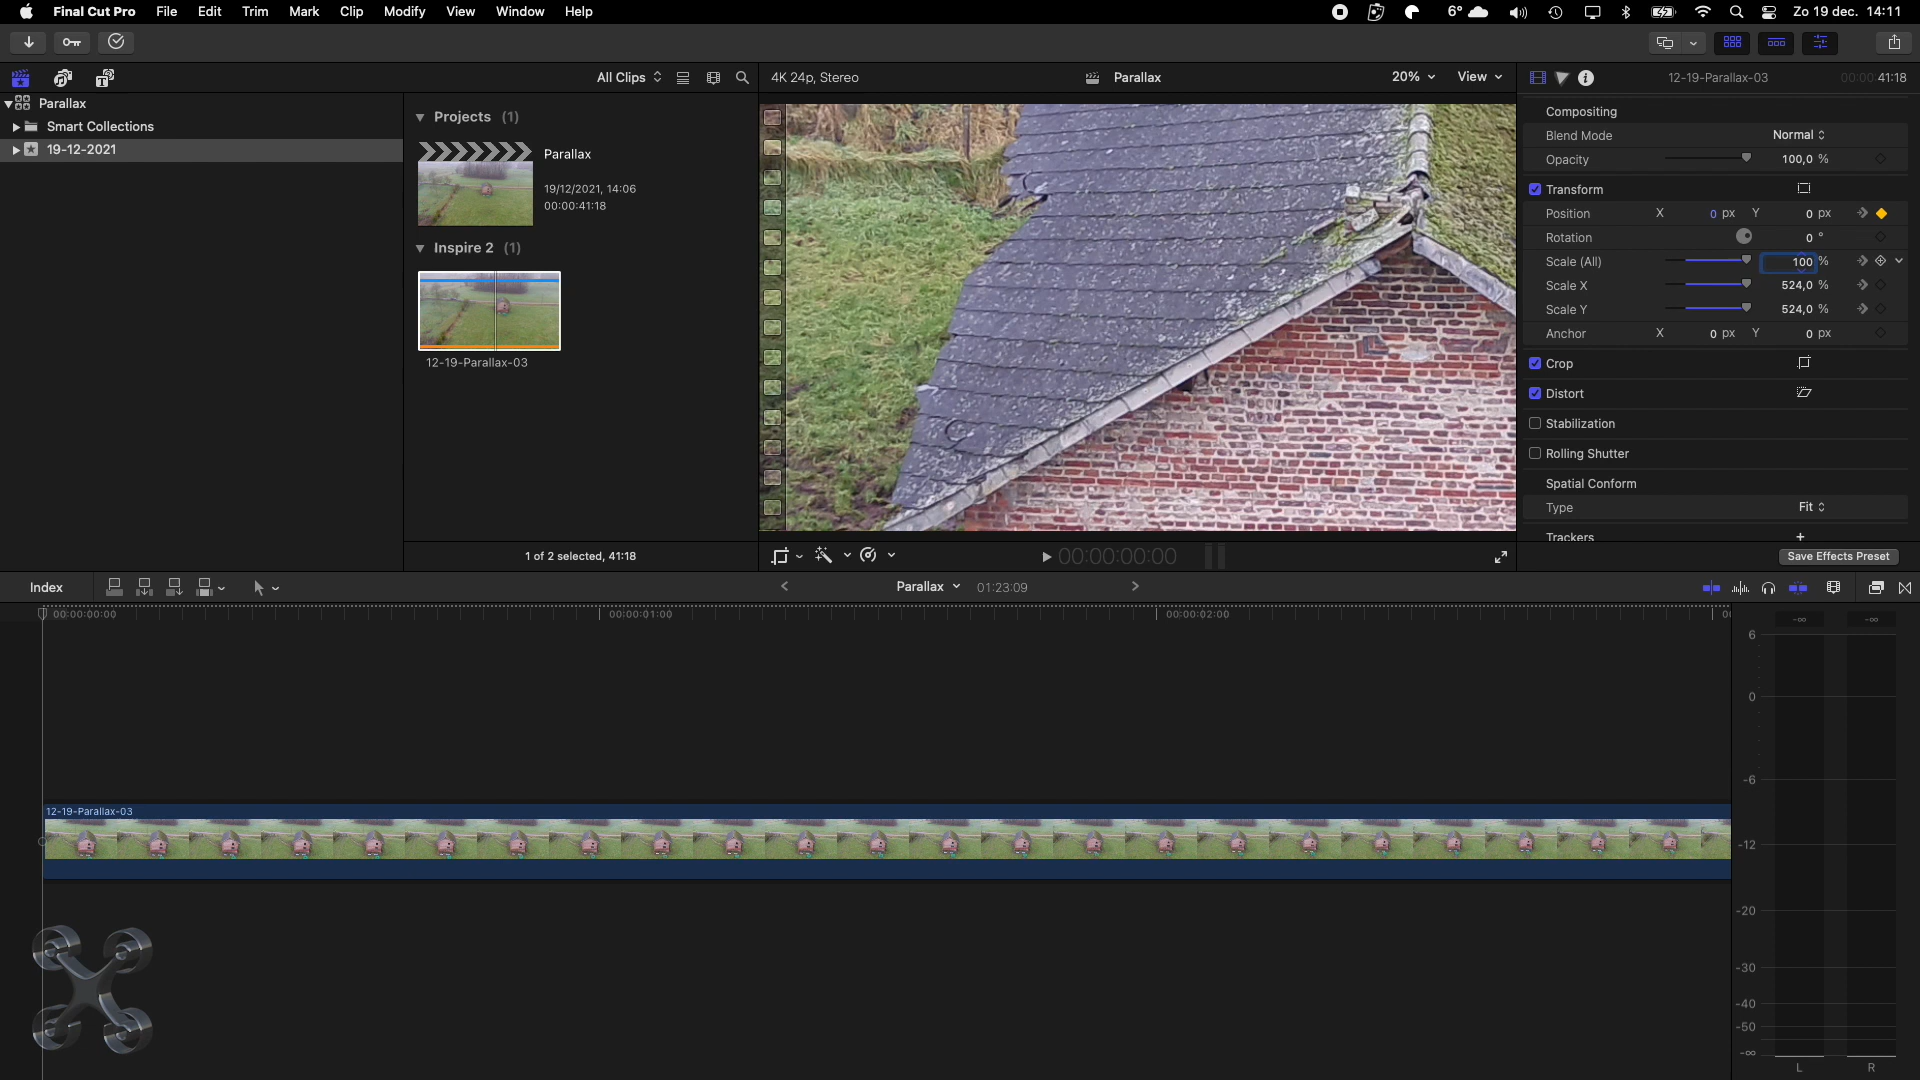 Final Cut Pro File Edit Trim Mark Clip Modify View Window Help 6° Zo 19 dec. 14:11
All Clips 4K 24p, Stereo Parallax 20% View 12-19-Parallax-03 00:00:41:18
Parallax
Smart Collections
19-12-2021
Projects (1)
Parallax
19/12/2021, 14:06
00:00:41:18
Inspire 2 (1)
12-19-Parallax-03
1 of 2 selected, 41:18
00:00:00:00
Compositing
Blend Mode Normal
Opacity 100,0 %
Transform
Position X 0 px Y 0 px
Rotation 0 °
Scale (All) 100 %
Scale X 524,0 %
Scale Y 524,0 %
Anchor X 0 px Y 0 px
Crop
Distort
Stabilization
Rolling Shutter
Spatial Conform
Type Fit
Trackers +
Save Effects Preset
Index Parallax 01:23:09
00:00:00:00 00:00:01:00 00:00:02:00
12-19-Parallax-03
-∞ -∞
6
0
-6
-12
-20
-30
-40
-50
-∞
L R